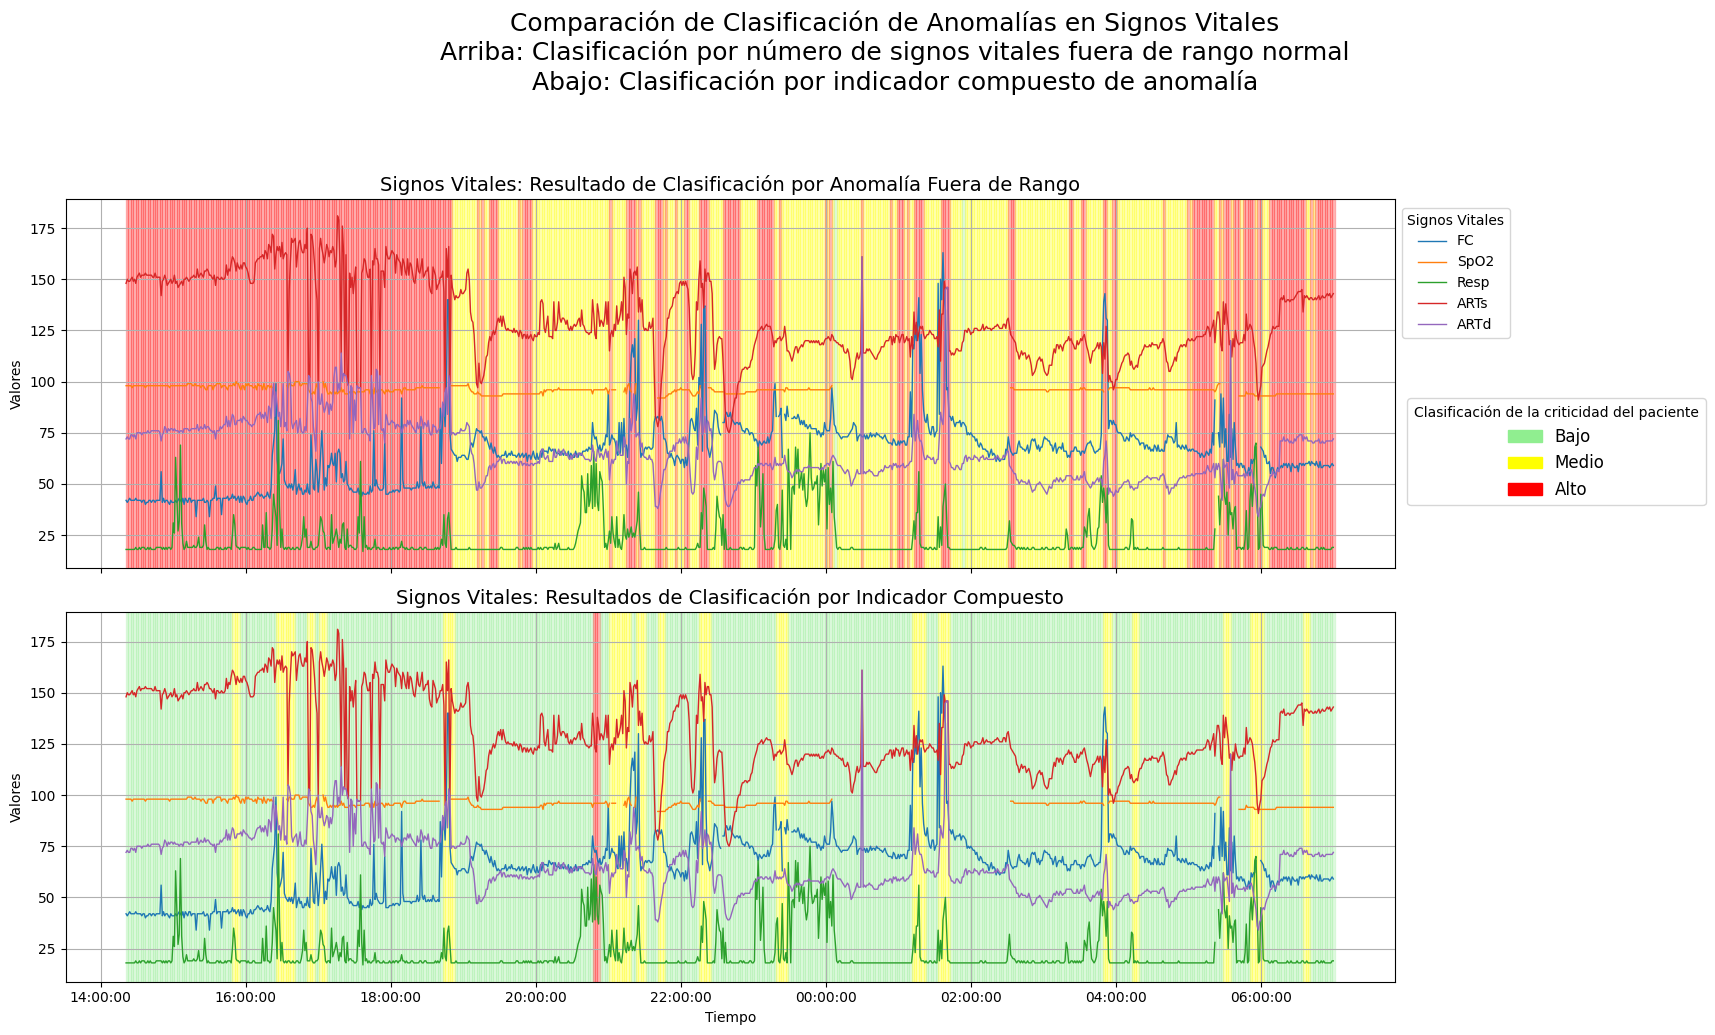 Comparación de Clasificación de Anomalías en Signos Vitales
Arriba: Clasificación por número de signos vitales fuera de rango normal
Abajo: Clasificación por indicador compuesto de anomalía
Signos Vitales: Resultado de Clasificación por Anomalía Fuera de Rango
175
150
125
100
75
50
25
Valores
Signos Vitales
FC
SpO2
Resp
ARTs
ARTd
Clasificación de la criticidad del paciente
Bajo
Medio
Alto
Signos Vitales: Resultados de Clasificación por Indicador Compuesto
175
150
125
100
75
50
25
Valores
14:00:00 16:00:00 18:00:00 20:00:00 22:00:00 00:00:00 02:00:00 04:00:00 06:00:00
Tiempo